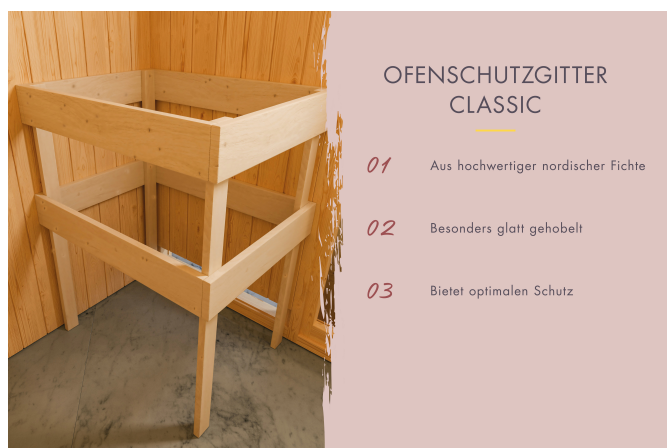 OFENSCHUTZGITTER
CLASSIC
01 Aus hochwertiger nordischer Fichte
02 Besonders glatt gehobelt
03 Bietet optimalen Schutz